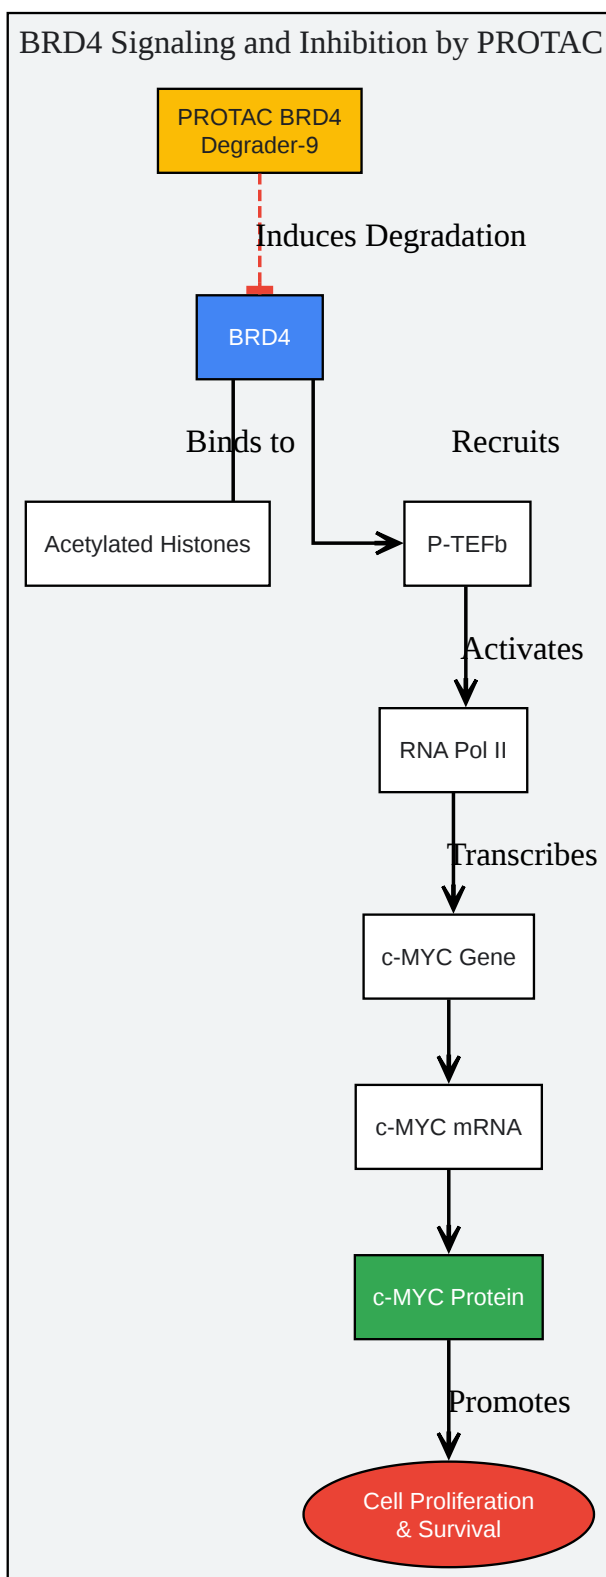 BRD4 Signaling and Inhibition by PROTAC
PROTAC BRD4
Degrader-9
Induces Degradation
BRD4
Binds to
Recruits
Acetylated Histones
P-TEFb
Activates
RNA Pol II
Transcribes
c-MYC Gene
c-MYC mRNA
c-MYC Protein
Promotes
Cell Proliferation
& Survival